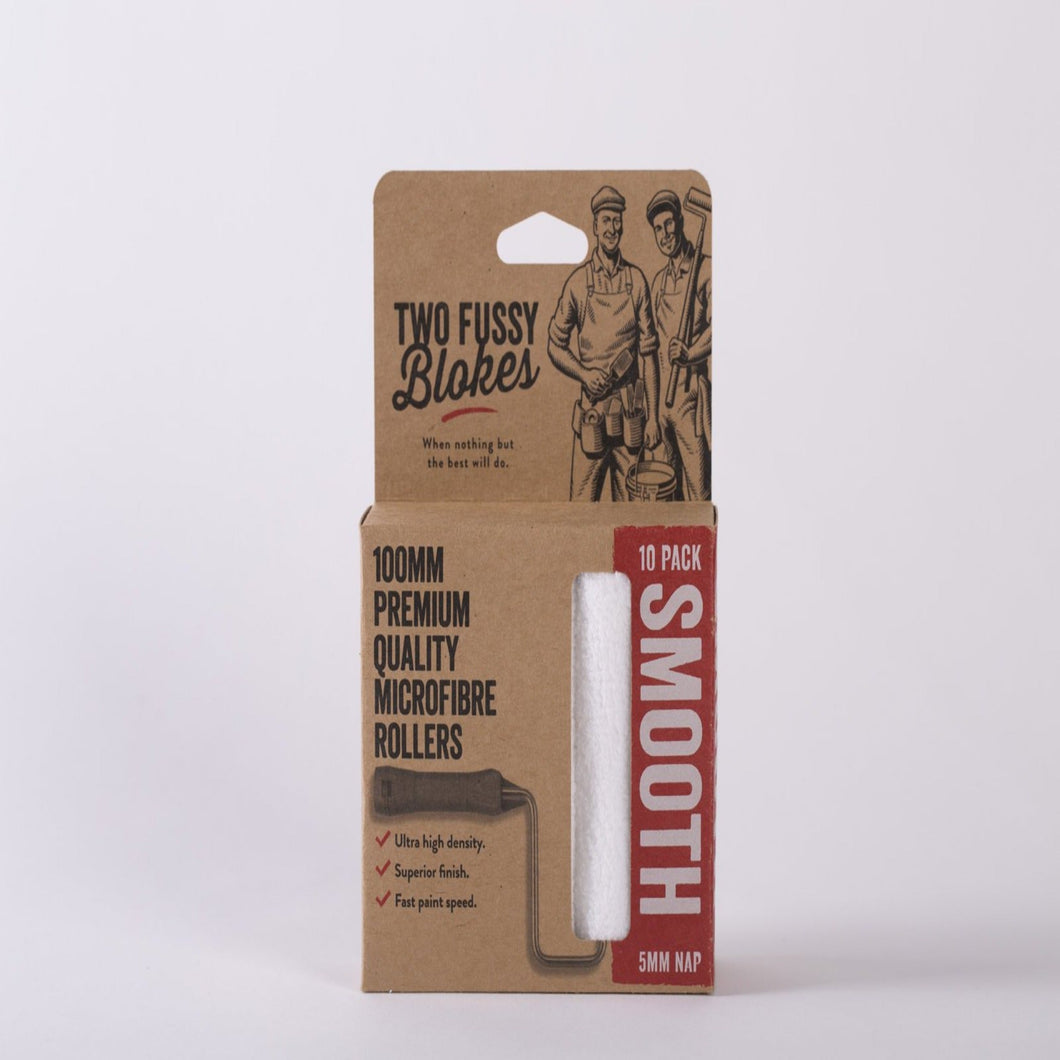 TWO FUSSY
Blokes
When nothing but
the best will do.
100MM
PREMIUM
QUALITY
MICROFIBRE
ROLLERS
Ultra high density.
Superior finish.
Fast paint speed.
10 PACK
SMOOTH
5MM NAP